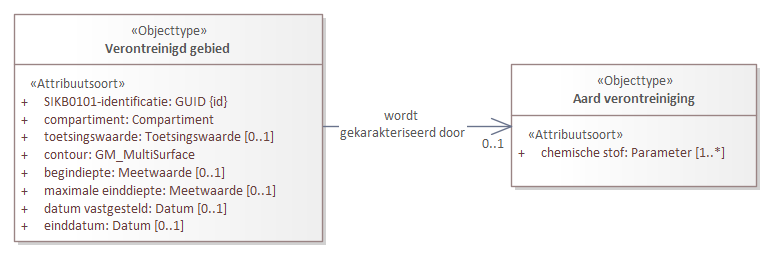 «Objecttype»
Verontreinigd gebied
«Attribuutsoort»
+ SIKB0101-identificatie: GUID {id}
+ compartiment: Compartiment
+ toetsingswaarde: Toetsingswaarde [0..1]
+ contour: GM_MultiSurface
+ begindiepte: Meetwaarde [0..1]
+ maximale einddiepte: Meetwaarde [0..1]
+ datum vastgesteld: Datum [0..1]
+ einddatum: Datum [0..1]
wordt
gekarakteriseerd door
0..1
«Objecttype»
Aard verontreiniging
«Attribuutsoort»
+ chemische stof: Parameter [1..*]